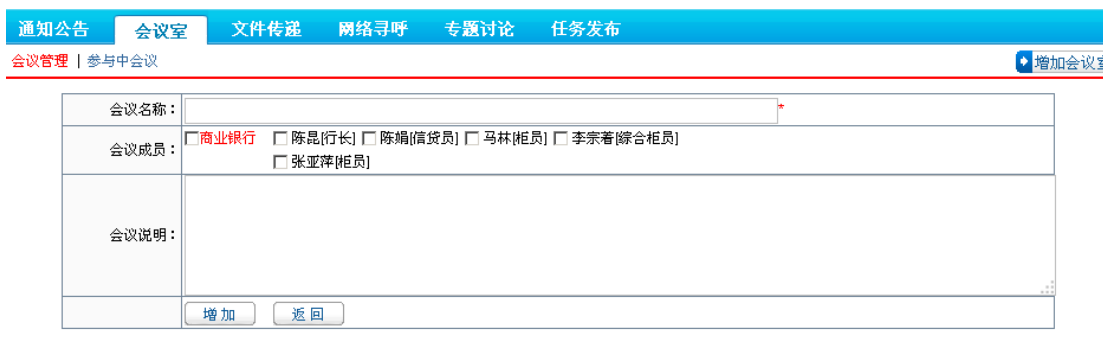 通知公告 会议室 文件传递 网络寻呼 专题讨论 任务发布
会议管理 | 参与中会议 增加会议室
会议名称： *
会议成员： 商业银行 陈昆[行长] 陈娟[信贷员] 马林[柜员] 李宗着[综合柜员]
张亚萍[柜员]
会议说明：
增加 返回